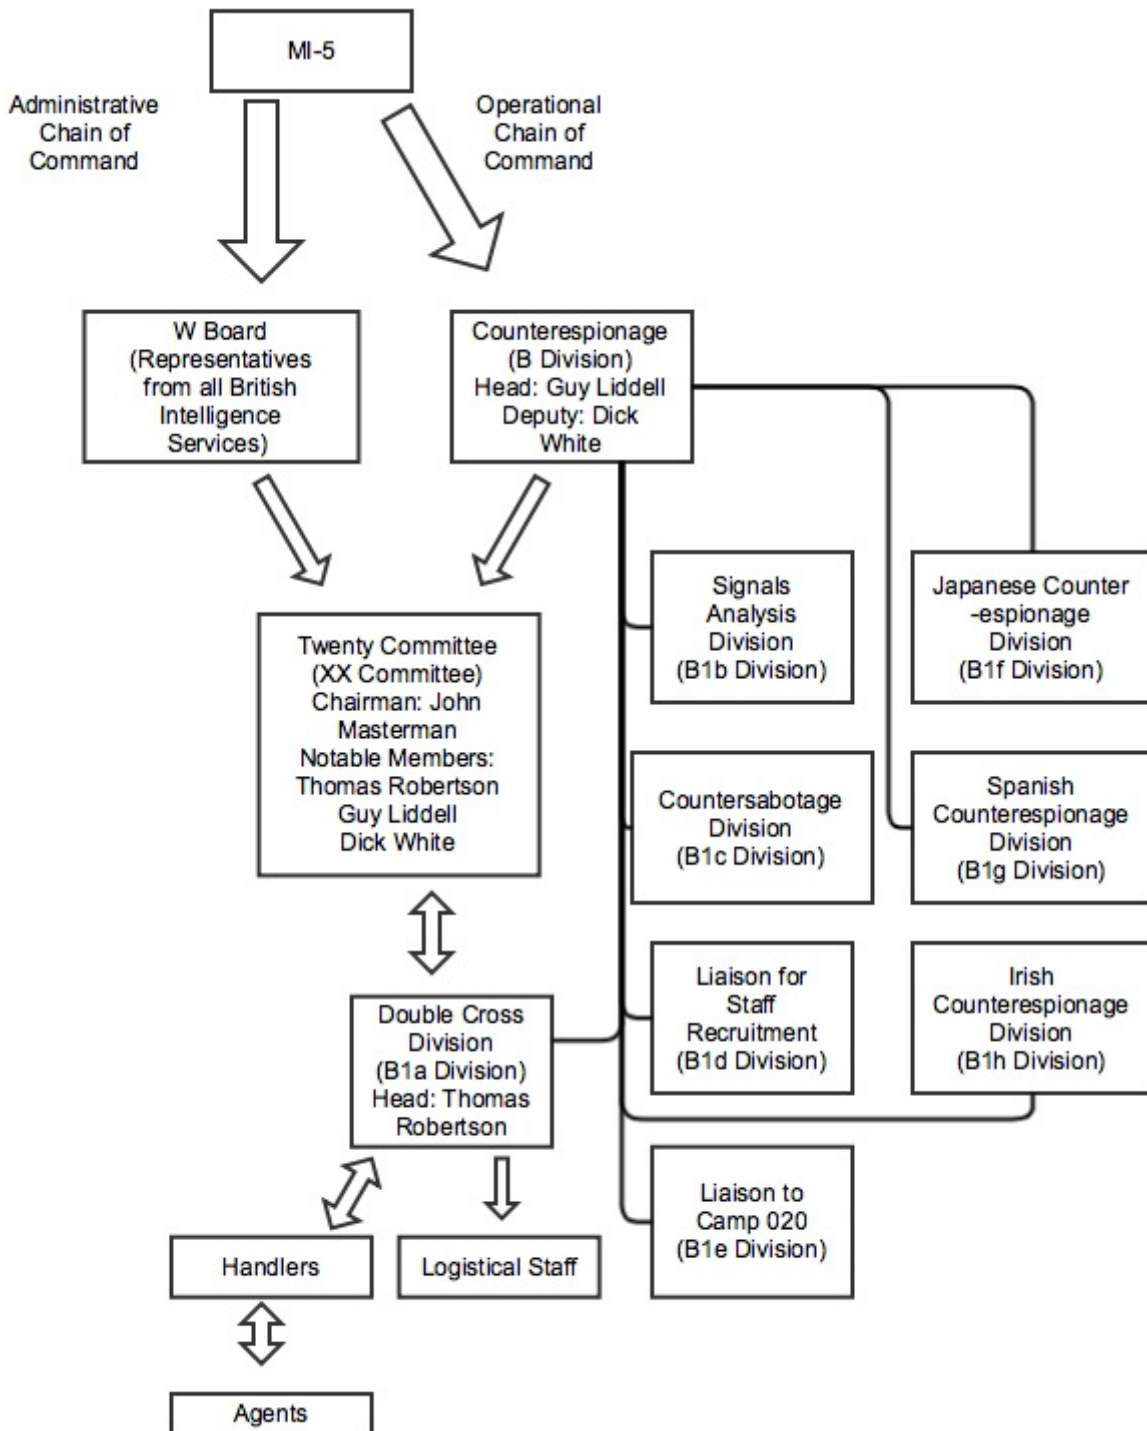 MI-5
Administrative
Chain of
Command
Operational
Chain of
Command
W Board
(Representatives
from all British
Intelligence
Services)
Counterespionage
(B Division)
Head: Guy Liddell
Deputy: Dick
White
Twenty Committee
(XX Committee)
Chairman: John
Masterman
Notable Members:
Thomas Robertson
Guy Liddell
Dick White
Signals
Analysis
Division
(B1b Division)
Japanese Counter
-espionage
Division
(B1f Division)
Countersabotage
Division
(B1c Division)
Spanish
Counterespionage
Division
(B1g Division)
Liaison for
Staff
Recruitment
(B1d Division)
Irish
Counterespionage
Division
(B1h Division)
Double Cross
Division
(B1a Division)
Head: Thomas
Robertson
Liaison to
Camp 020
(B1e Division)
Handlers
Logistical Staff
Agents